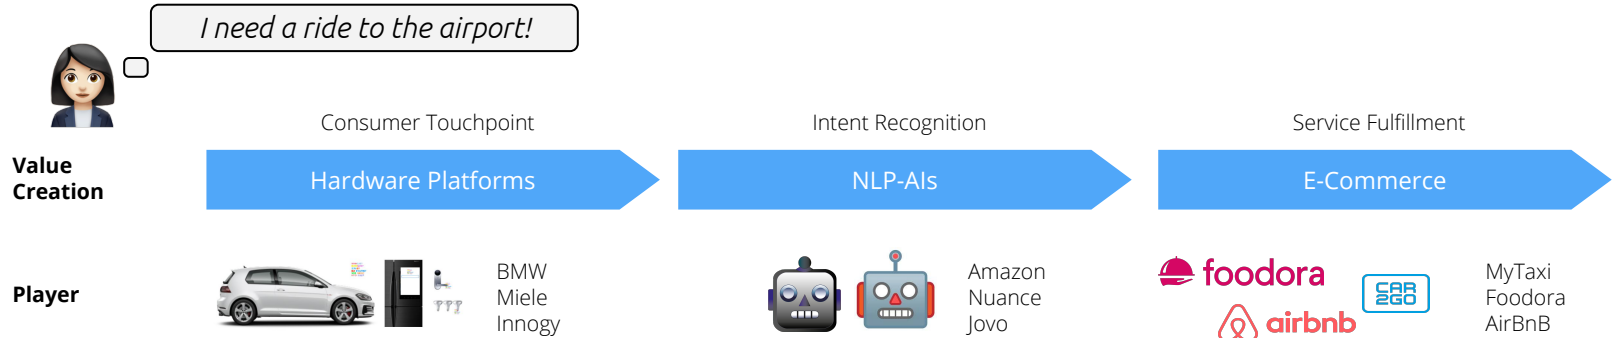 I need a ride to the airport!
Consumer Touchpoint
Intent Recognition
Service Fulfillment
Value
Creation
Hardware Platforms
NLP-AIs
E-Commerce
Player
BMW
Miele
Innogy
Amazon
Nuance
Jovo
foodora
CAR
2GO
airbnb
MyTaxi
Foodora
AirBnB